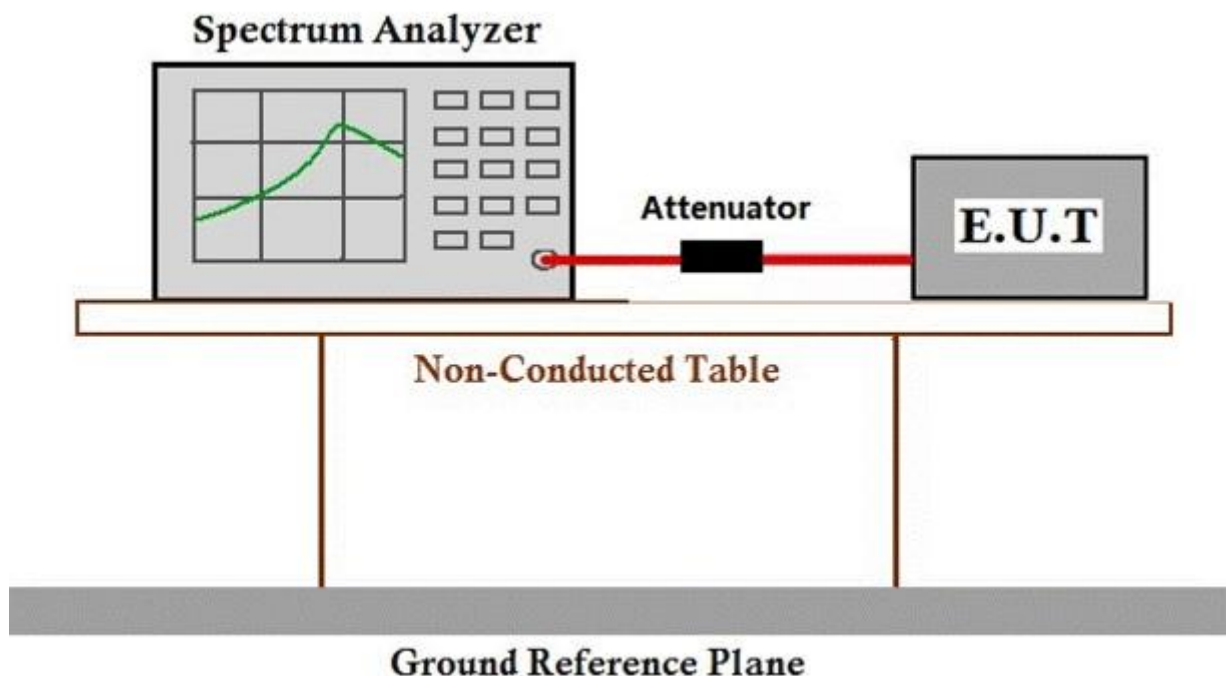 Spectrum Analyzer
Attenuator
E.U.T
Non-Conducted Table
Ground Reference Plane